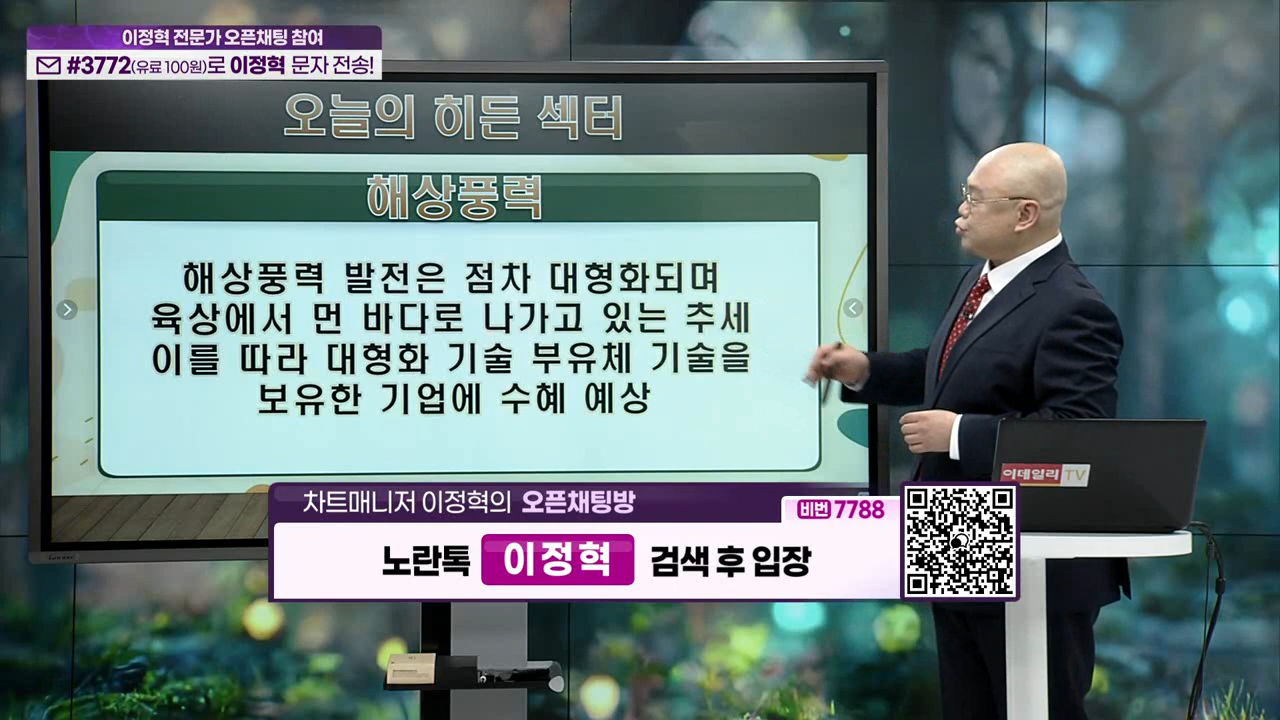 이정혁 전문가 오픈채팅 참여
#3772(유료 100원)로 이정혁 문자 전송!
오늘의 히든 섹터
해상풍력
해상풍력 발전은 점차 대형화되며
육상에서 먼 바다로 나가고 있는 추세
이를 따라 대형화 기술 부유체 기술을
보유한 기업에 수혜 예상
이데일리TV
차트매니저 이정혁의 오픈채팅방
비번 7788
노란톡 이정혁 검색 후 입장